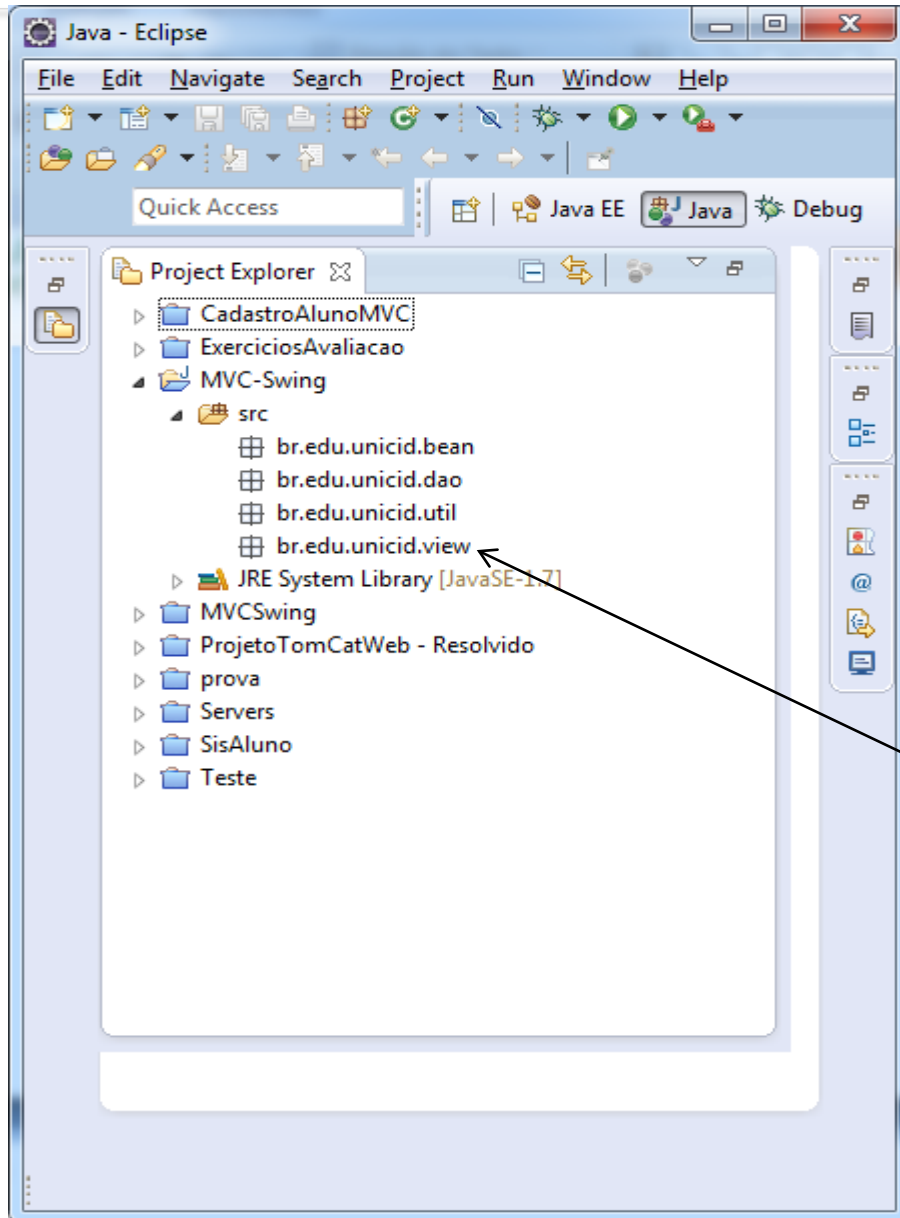 Java - Eclipse
File Edit Navigate Search Project Run Window Help
Quick Access Java EE Java Debug
Project Explorer
CadastroAlunoMVC
ExerciciosAvaliacao
MVC-Swing
src
br.edu.unicid.bean
br.edu.unicid.dao
br.edu.unicid.util
br.edu.unicid.view
JRE System Library [JavaSE-1.7]
MVCSwing
ProjetoTomCatWeb - Resolvido
prova
Servers
SisAluno
Teste